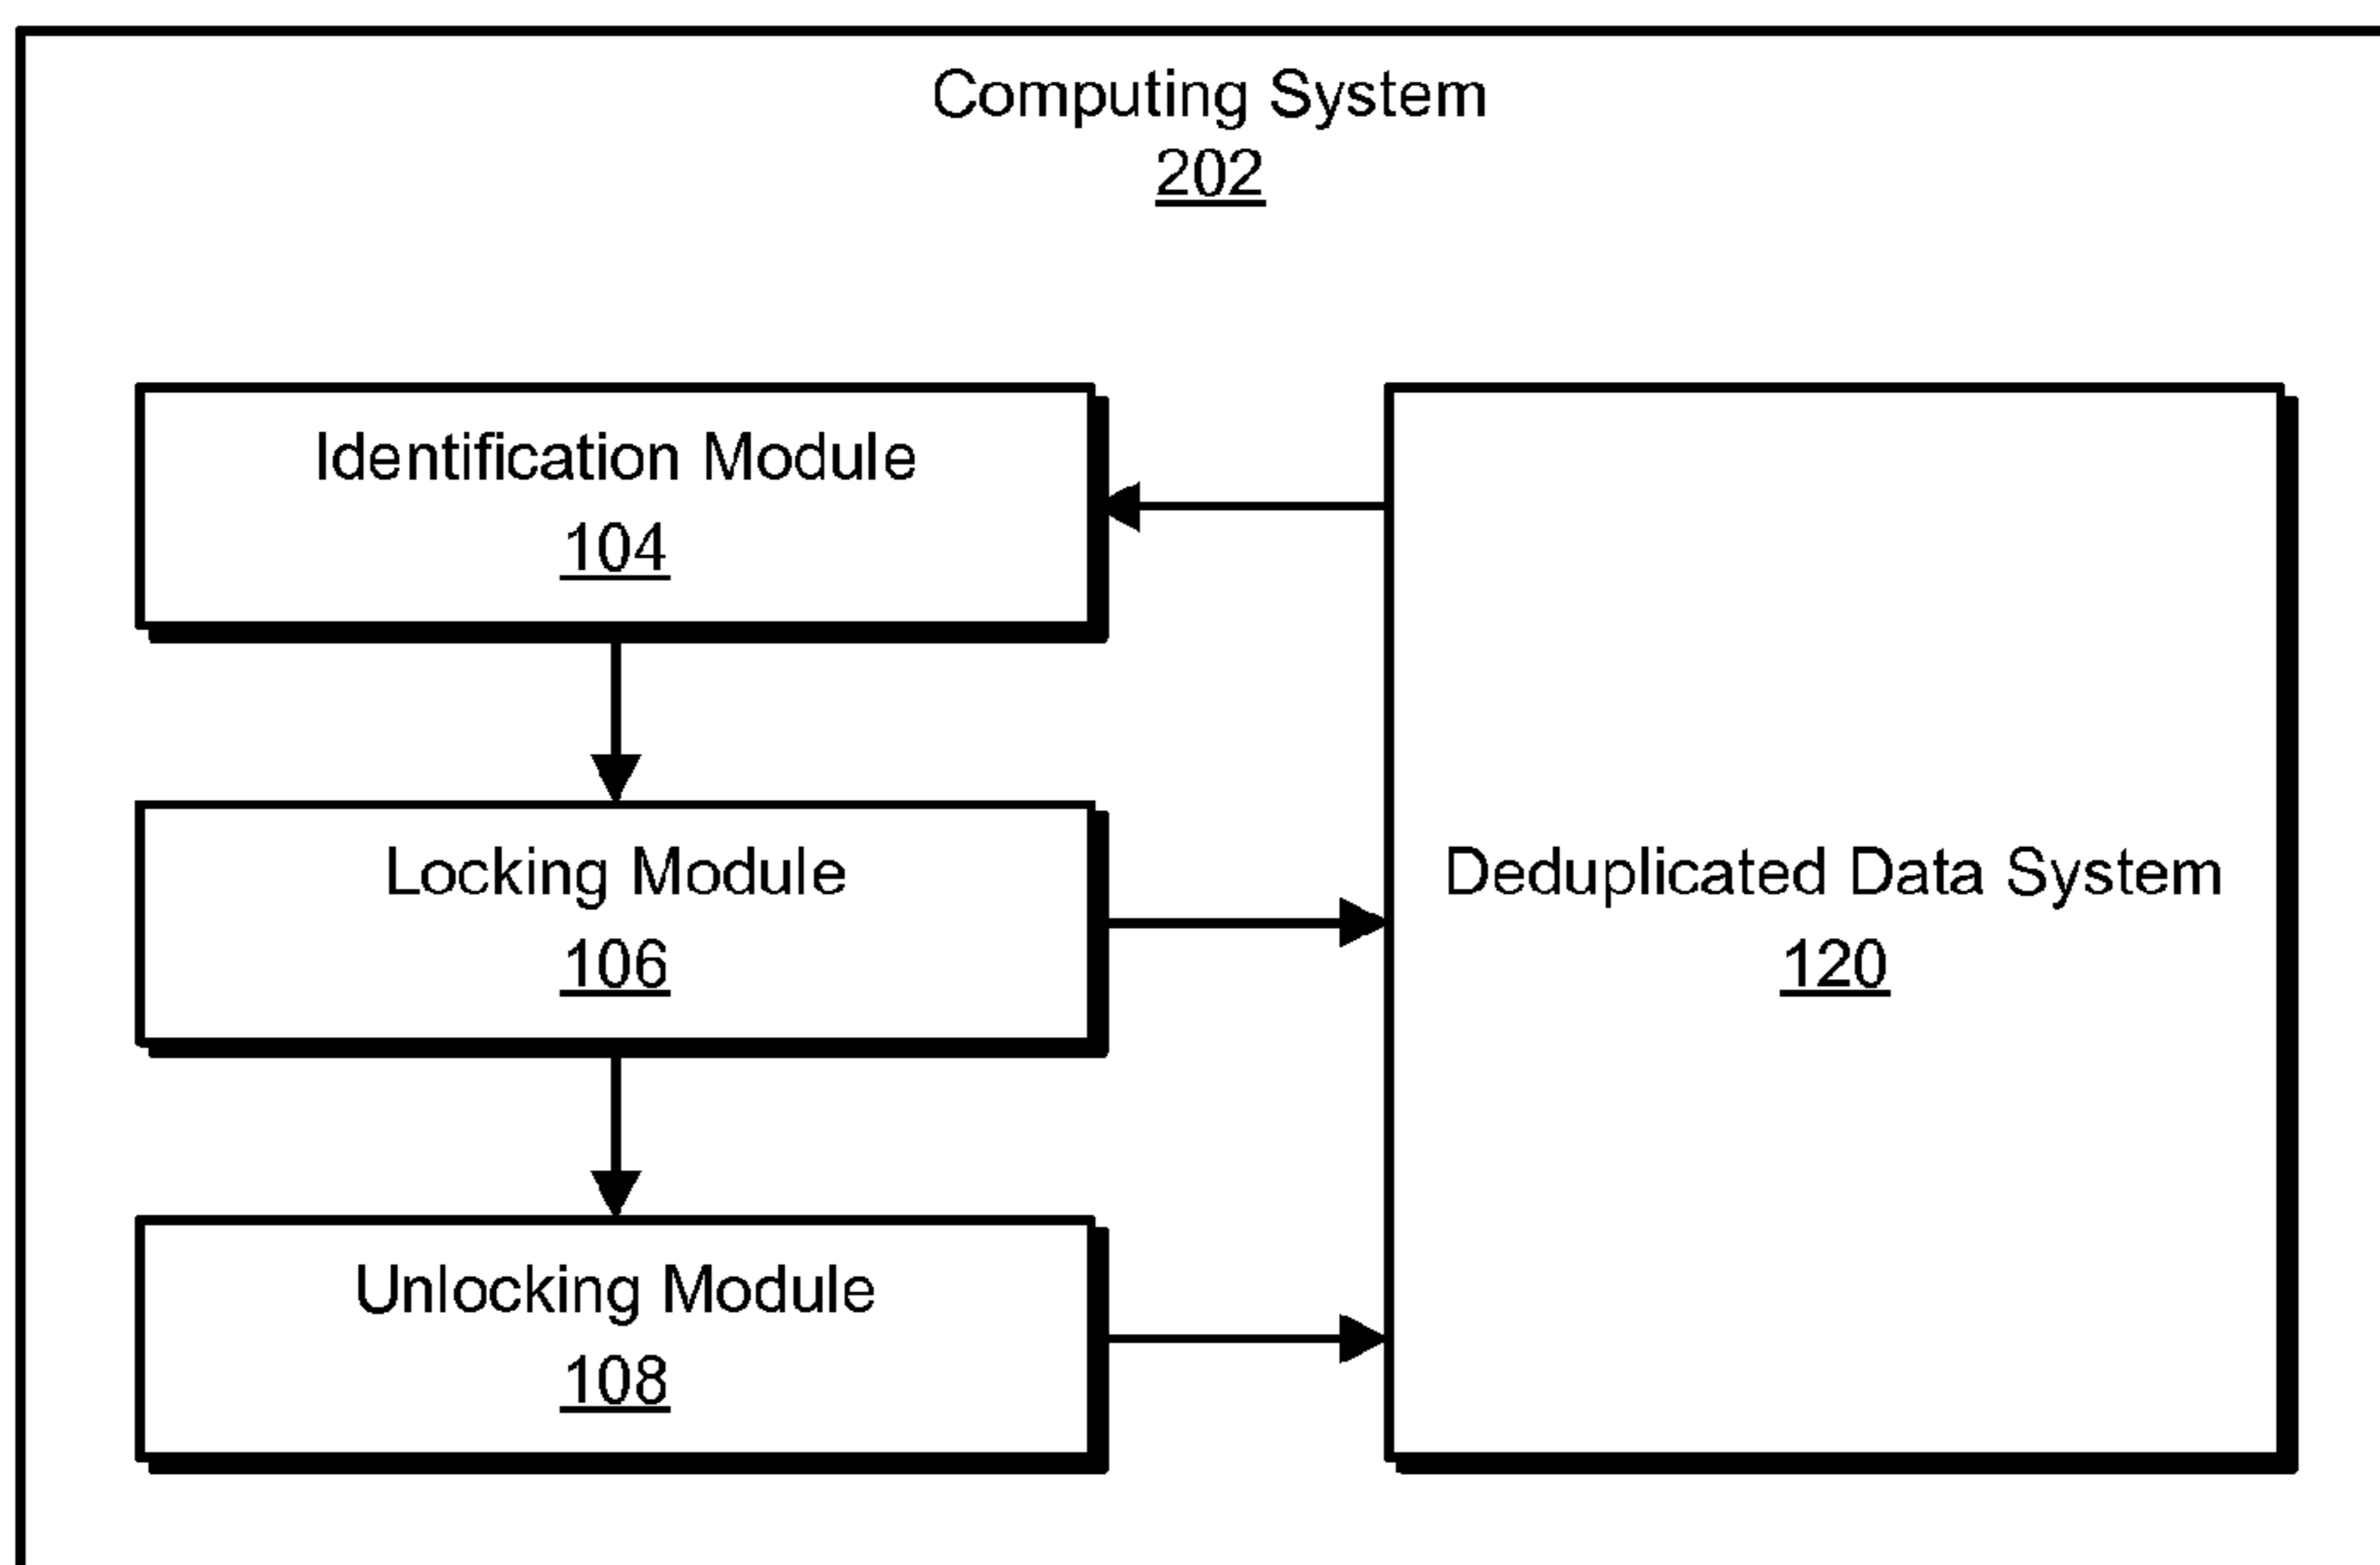 Computing System
202
Identification Module
104
Locking Module
106
Deduplicated Data System
120
Unlocking Module
108